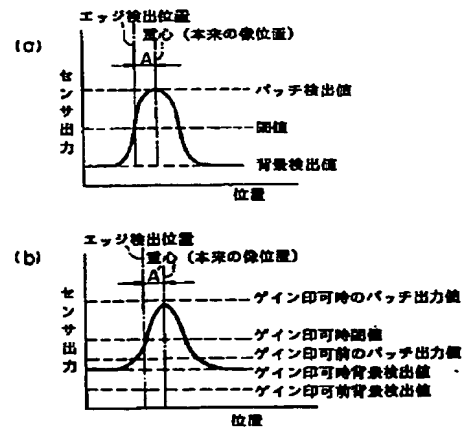 (a)
エッジ検出位置
重心(本来の像位置)
A
センサ出力
パッチ検出値
閾値
背景検出値
位置
(b)
エッジ検出位置
重心(本来の像位置)
A'
センサ出力
ゲイン印可時のパッチ出力値
ゲイン印可時閾値
ゲイン印可前のパッチ出力値
ゲイン印可時背景検出値
ゲイン印可前背景検出値
位置